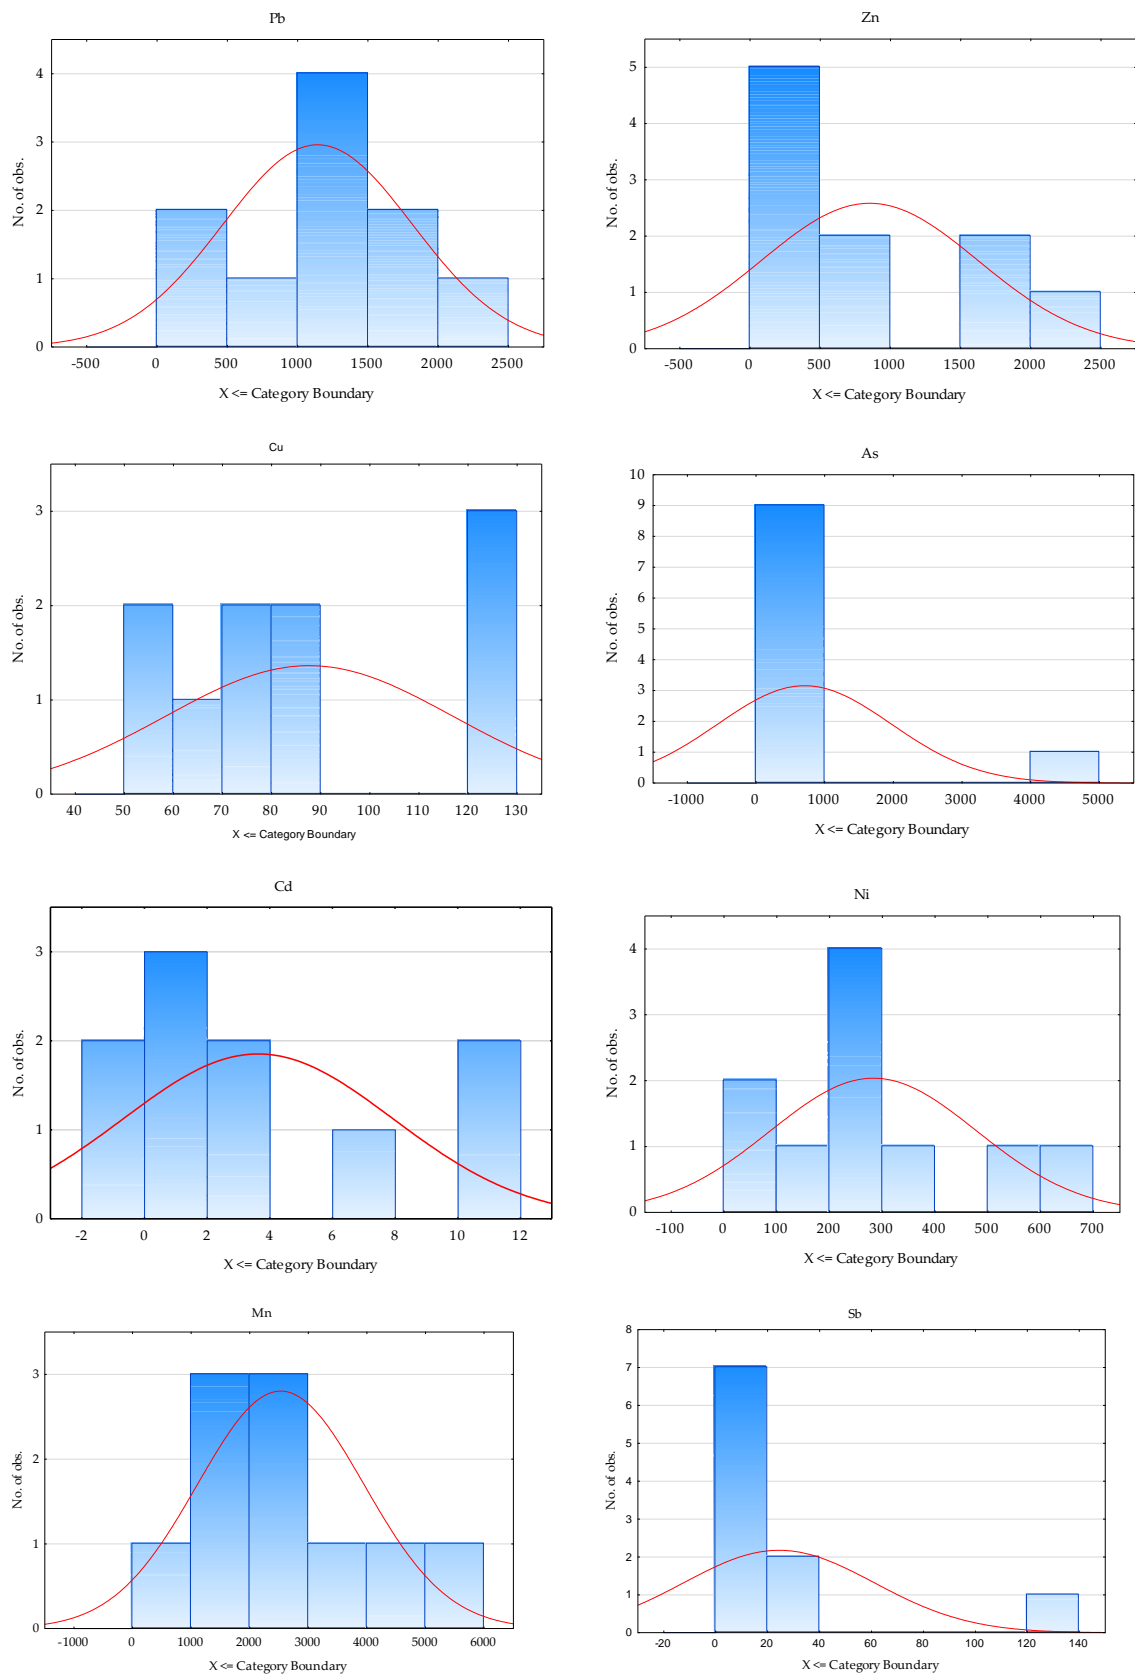 Pb
No. of obs.
4
3
2
1
0
-500 0 500 1000 1500 2000 2500
X <= Category Boundary
Zn
No. of obs.
5
4
3
2
1
0
-500 0 500 1000 1500 2000 2500
X <= Category Boundary
Cu
No. of obs.
3
2
1
0
40 50 60 70 80 90 100 110 120 130
X <= Category Boundary
As
No. of obs.
10
9
8
7
6
5
4
3
2
1
0
-1000 0 1000 2000 3000 4000 5000
X <= Category Boundary
Cd
No. of obs.
3
2
1
0
-2 0 2 4 6 8 10 12
X <= Category Boundary
Ni
No. of obs.
4
3
2
1
0
-100 0 100 200 300 400 500 600 700
X <= Category Boundary
Mn
No. of obs.
3
2
1
0
-1000 0 1000 2000 3000 4000 5000 6000
X <= Category Boundary
Sb
No. of obs.
8
7
6
5
4
3
2
1
0
-20 0 20 40 60 80 100 120 140
X <= Category Boundary